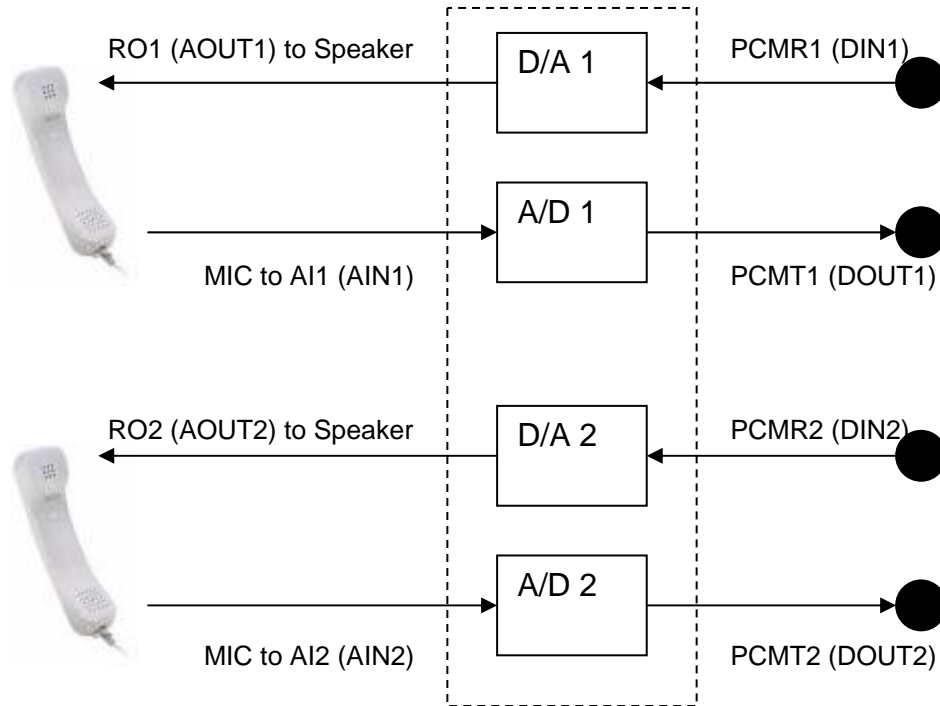 RO1 (AOUT1) to Speaker
D/A 1
PCMR1 (DIN1)
A/D 1
MIC to AI1 (AIN1)
PCMT1 (DOUT1)
RO2 (AOUT2) to Speaker
D/A 2
PCMR2 (DIN2)
A/D 2
MIC to AI2 (AIN2)
PCMT2 (DOUT2)